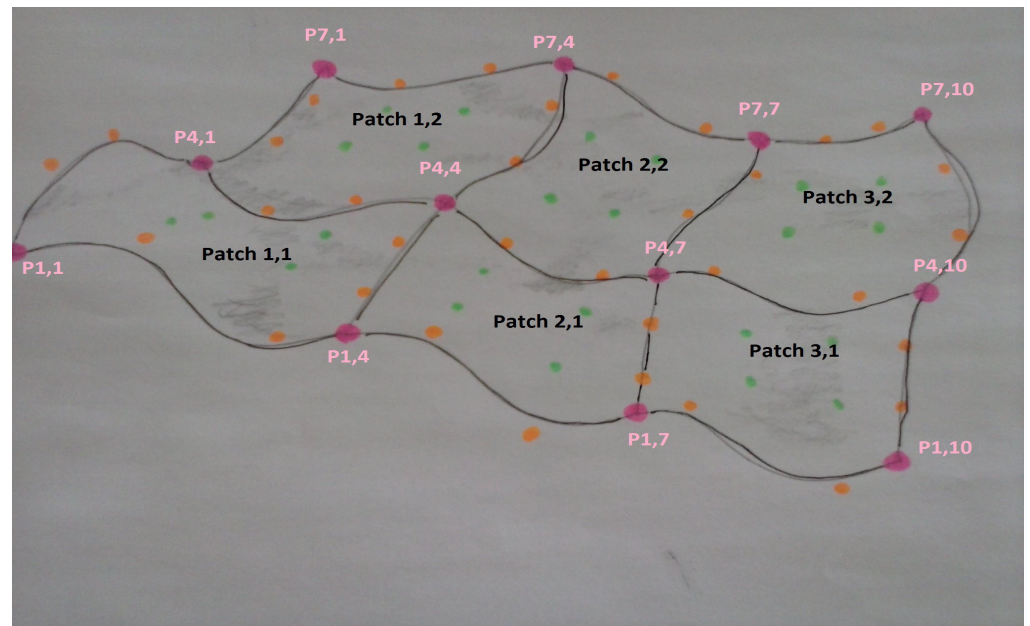 P7,1
P7,4
P7,10
P7,7
Patch 1,2
P4,1
P4,4
Patch 2,2
Patch 3,2
P4,7
Patch 1,1
P1,1
P4,10
Patch 2,1
P1,4
Patch 3,1
P1,7
P1,10